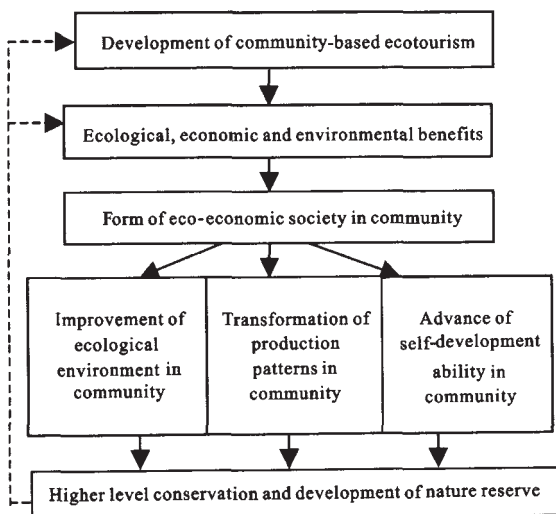 Development of community-based ecotourism
Ecological, economic and environmental benefits
Form of eco-economic society in community
Improvement of
ecological
environment in
community
Transformation of
production
patterns in
community
Advance of
self-development
ability in
community
Higher level conservation and development of nature reserve